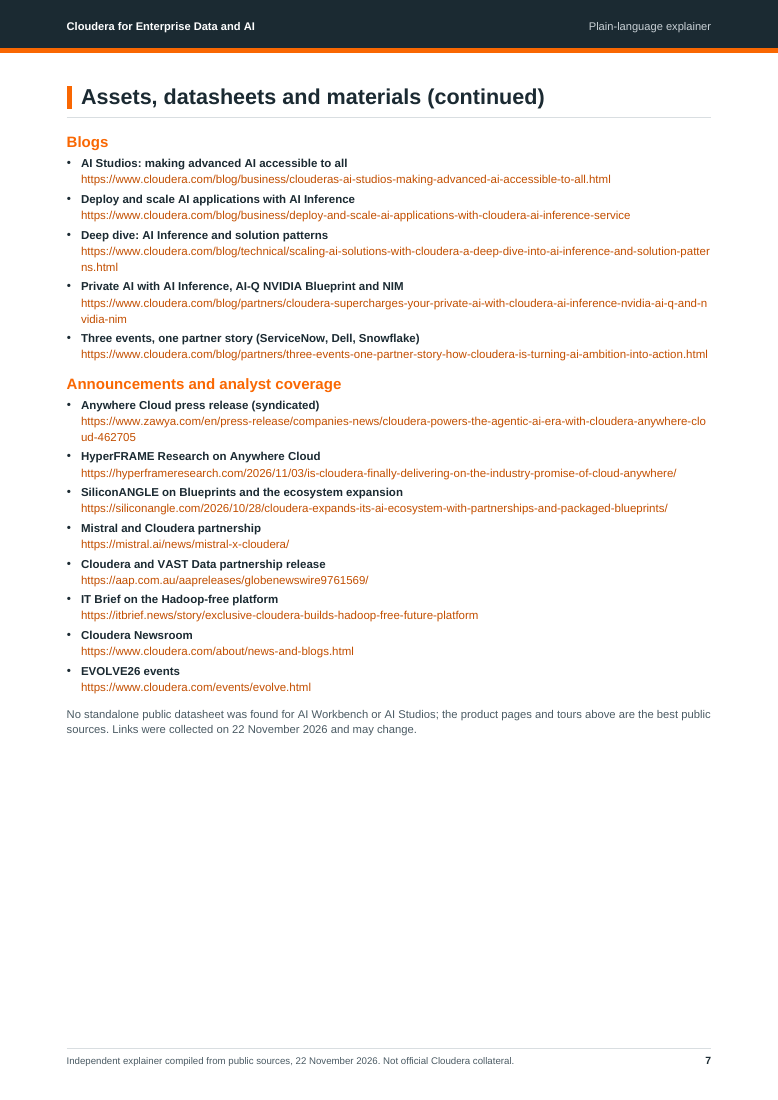 Cloudera for Enterprise Data and AI
Plain-language explainer
Assets, datasheets and materials (continued)
Blogs
• AI Studios: making advanced AI accessible to all
https://www.cloudera.com/blog/business/clouderas-ai-studios-making-advanced-ai-accessible-to-all.html
• Deploy and scale AI applications with AI Inference
https://www.cloudera.com/blog/business/deploy-and-scale-ai-applications-with-cloudera-ai-inference-service
• Deep dive: AI Inference and solution patterns
https://www.cloudera.com/blog/technical/scaling-ai-solutions-with-cloudera-a-deep-dive-into-ai-inference-and-solution-patter
ns.html
• Private AI with AI Inference, AI-Q NVIDIA Blueprint and NIM
https://www.cloudera.com/blog/partners/cloudera-supercharges-your-private-ai-with-cloudera-ai-inference-nvidia-ai-q-and-n
vidia-nim
• Three events, one partner story (ServiceNow, Dell, Snowflake)
https://www.cloudera.com/blog/partners/three-events-one-partner-story-how-cloudera-is-turning-ai-ambition-into-action.html
Announcements and analyst coverage
• Anywhere Cloud press release (syndicated)
https://www.zawya.com/en/press-release/companies-news/cloudera-powers-the-agentic-ai-era-with-cloudera-anywhere-clo
ud-462705
• HyperFRAME Research on Anywhere Cloud
https://hyperframeresearch.com/2026/11/03/is-cloudera-finally-delivering-on-the-industry-promise-of-cloud-anywhere/
• SiliconANGLE on Blueprints and the ecosystem expansion
https://siliconangle.com/2026/10/28/cloudera-expands-its-ai-ecosystem-with-partnerships-and-packaged-blueprints/
• Mistral and Cloudera partnership
https://mistral.ai/news/mistral-x-cloudera/
• Cloudera and VAST Data partnership release
https://aap.com.au/aapreleases/globenewswire9761569/
• IT Brief on the Hadoop-free platform
https://itbrief.news/story/exclusive-cloudera-builds-hadoop-free-future-platform
• Cloudera Newsroom
https://www.cloudera.com/about/news-and-blogs.html
• EVOLVE26 events
https://www.cloudera.com/events/evolve.html
No standalone public datasheet was found for AI Workbench or AI Studios; the product pages and tours above are the best public
sources. Links were collected on 22 November 2026 and may change.
Independent explainer compiled from public sources, 22 November 2026. Not official Cloudera collateral.
7